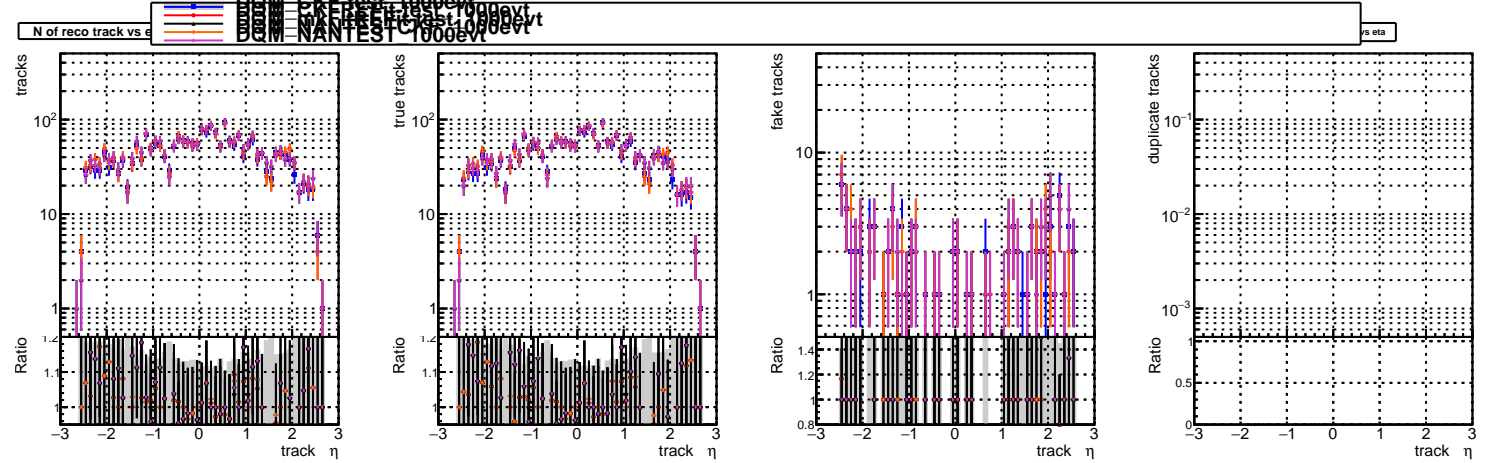 DQM_NANTEST_1000evt
N of reco track vs e
vs eta
tracks
10²
10
1
1.2
1.1
1
Ratio
−3 −2 −1 0 1 2 3
track η
true tracks
10²
10
1
1.2
1.1
1
Ratio
−3 −2 −1 0 1 2 3
track η
fake tracks
10
1
1.4
1.2
1
0.8
Ratio
−3 −2 −1 0 1 2 3
track η
duplicate tracks
10⁻¹
10⁻²
10⁻³
1
0.5
0
Ratio
−3 −2 −1 0 1 2 3
track η